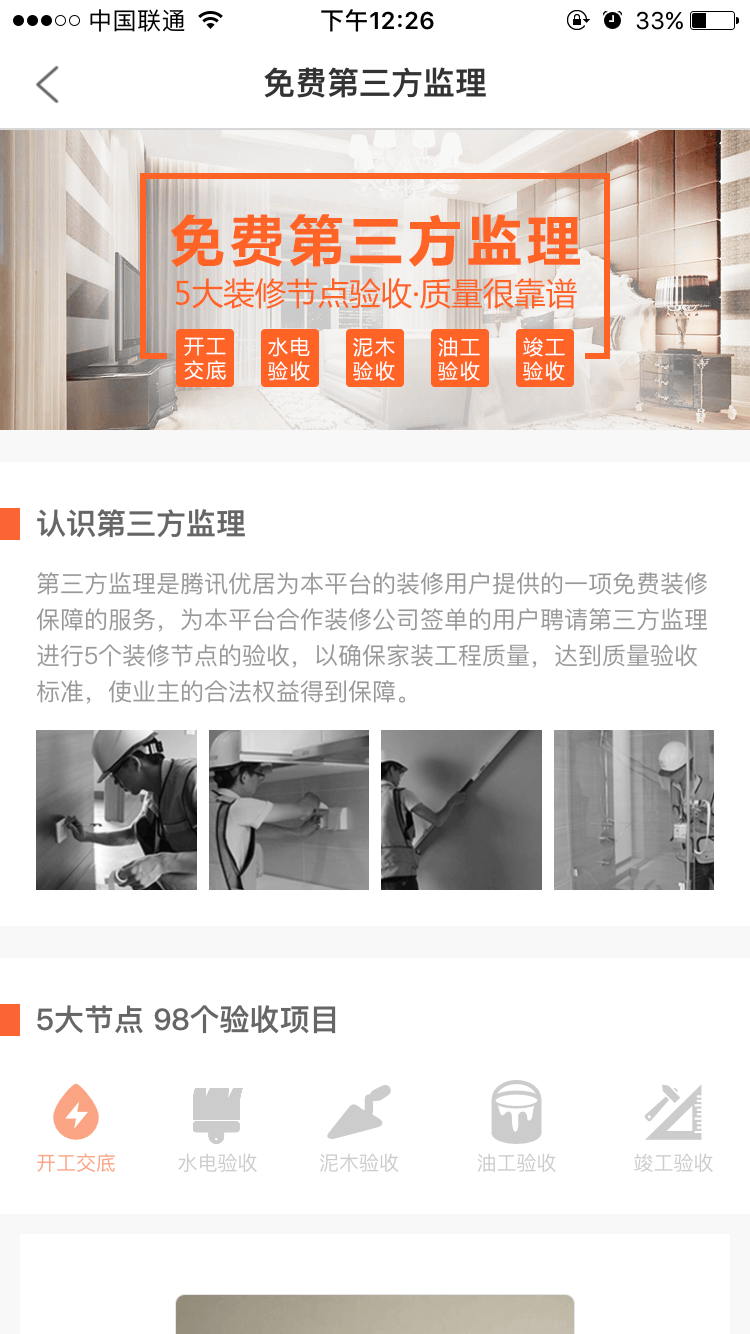 中国联通 下午12:26 33%
免费第三方监理
免费第三方监理
5大装修节点验收·质量很靠谱
开工 水电 泥木 油工 竣工
交底 验收 验收 验收 验收
认识第三方监理
第三方监理是腾讯优居为本平台的装修用户提供的一项免费装修
保障的服务，为本平台合作装修公司签单的用户聘请第三方监理
进行5个装修节点的验收，以确保家装工程质量，达到质量验收
标准，使业主的合法权益得到保障。
5大节点 98个验收项目
开工交底 水电验收 泥木验收 油工验收 竣工验收